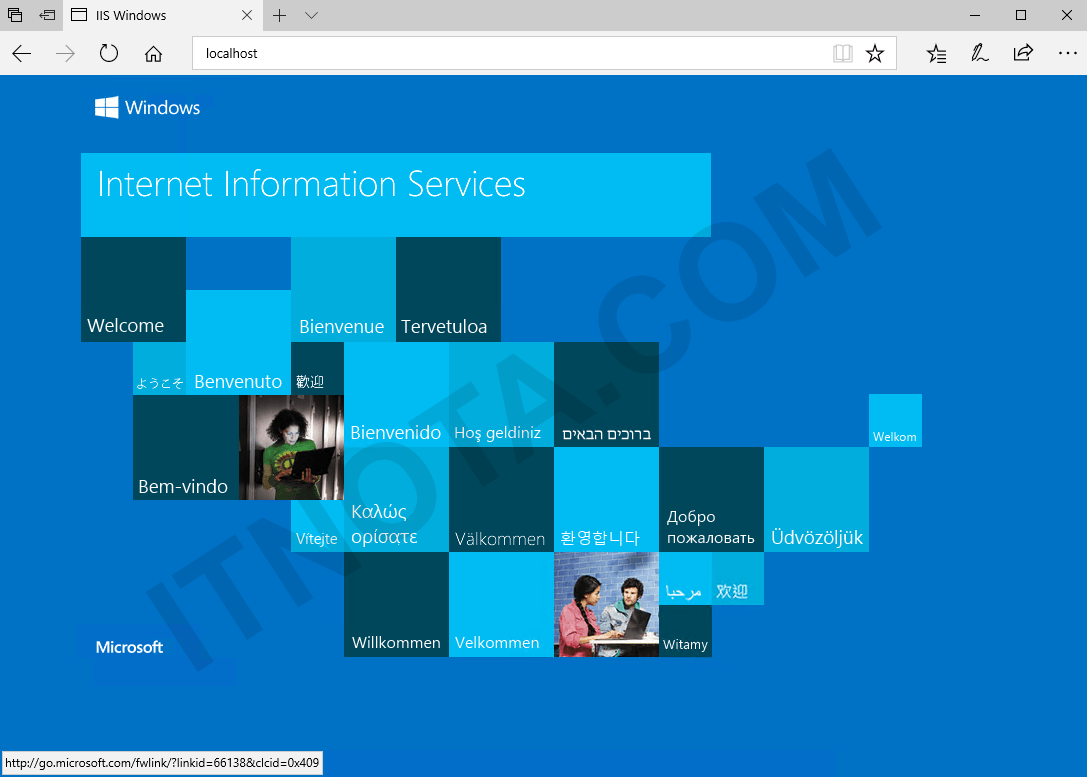 IIS Windows
localhost
Windows
Internet Information Services
Welcome
Bienvenue
Tervetuloa
ようこそ
Benvenuto
歡迎
Bienvenido
Hoş geldiniz
ברוכים הבאים
Welkom
Bem-vindo
Vítejte
Καλώς
ορίσατε
Välkommen
환영합니다
Добро
пожаловать
Üdvözöljük
Willkommen
Velkommen
مرحبا
欢迎
Witamy
Microsoft
ITNOTA.COM
http://go.microsoft.com/fwlink/?linkid=66138&clcid=0x409